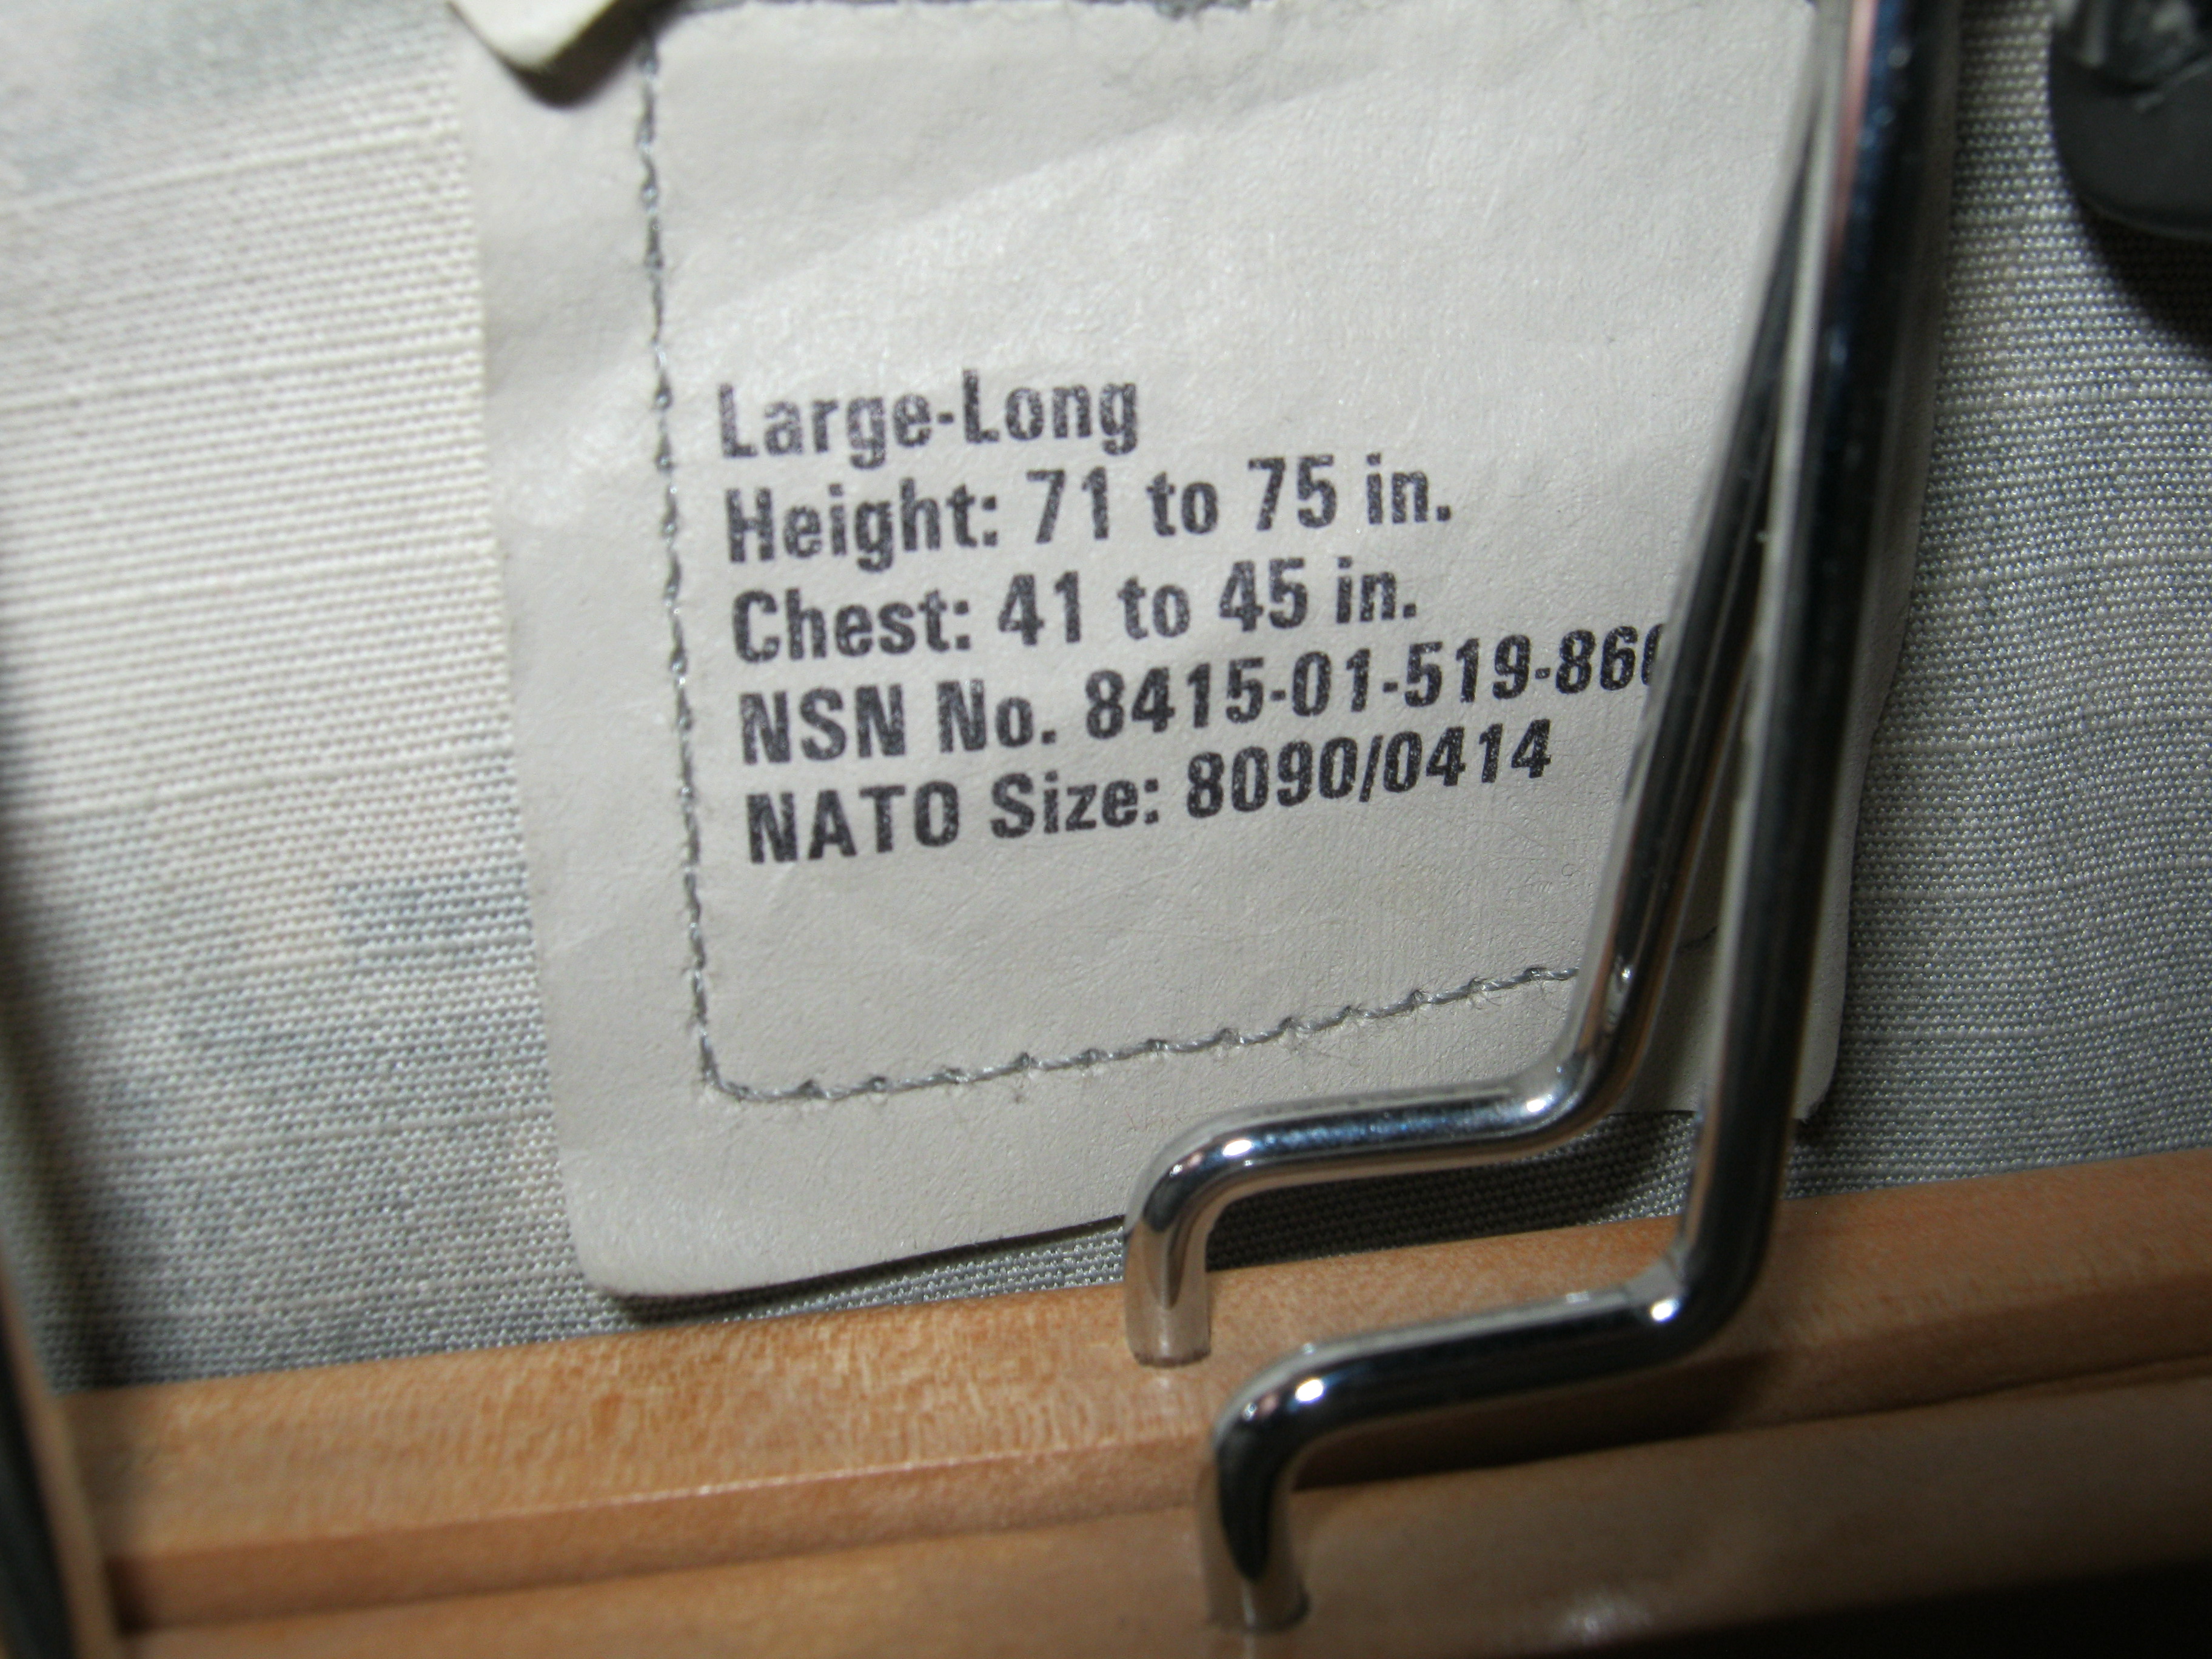 Large-Long
Height: 71 to 75 in.
Chest: 41 to 45 in.
NSN No. 8415-01-519-86
NATO Size: 8090/0414